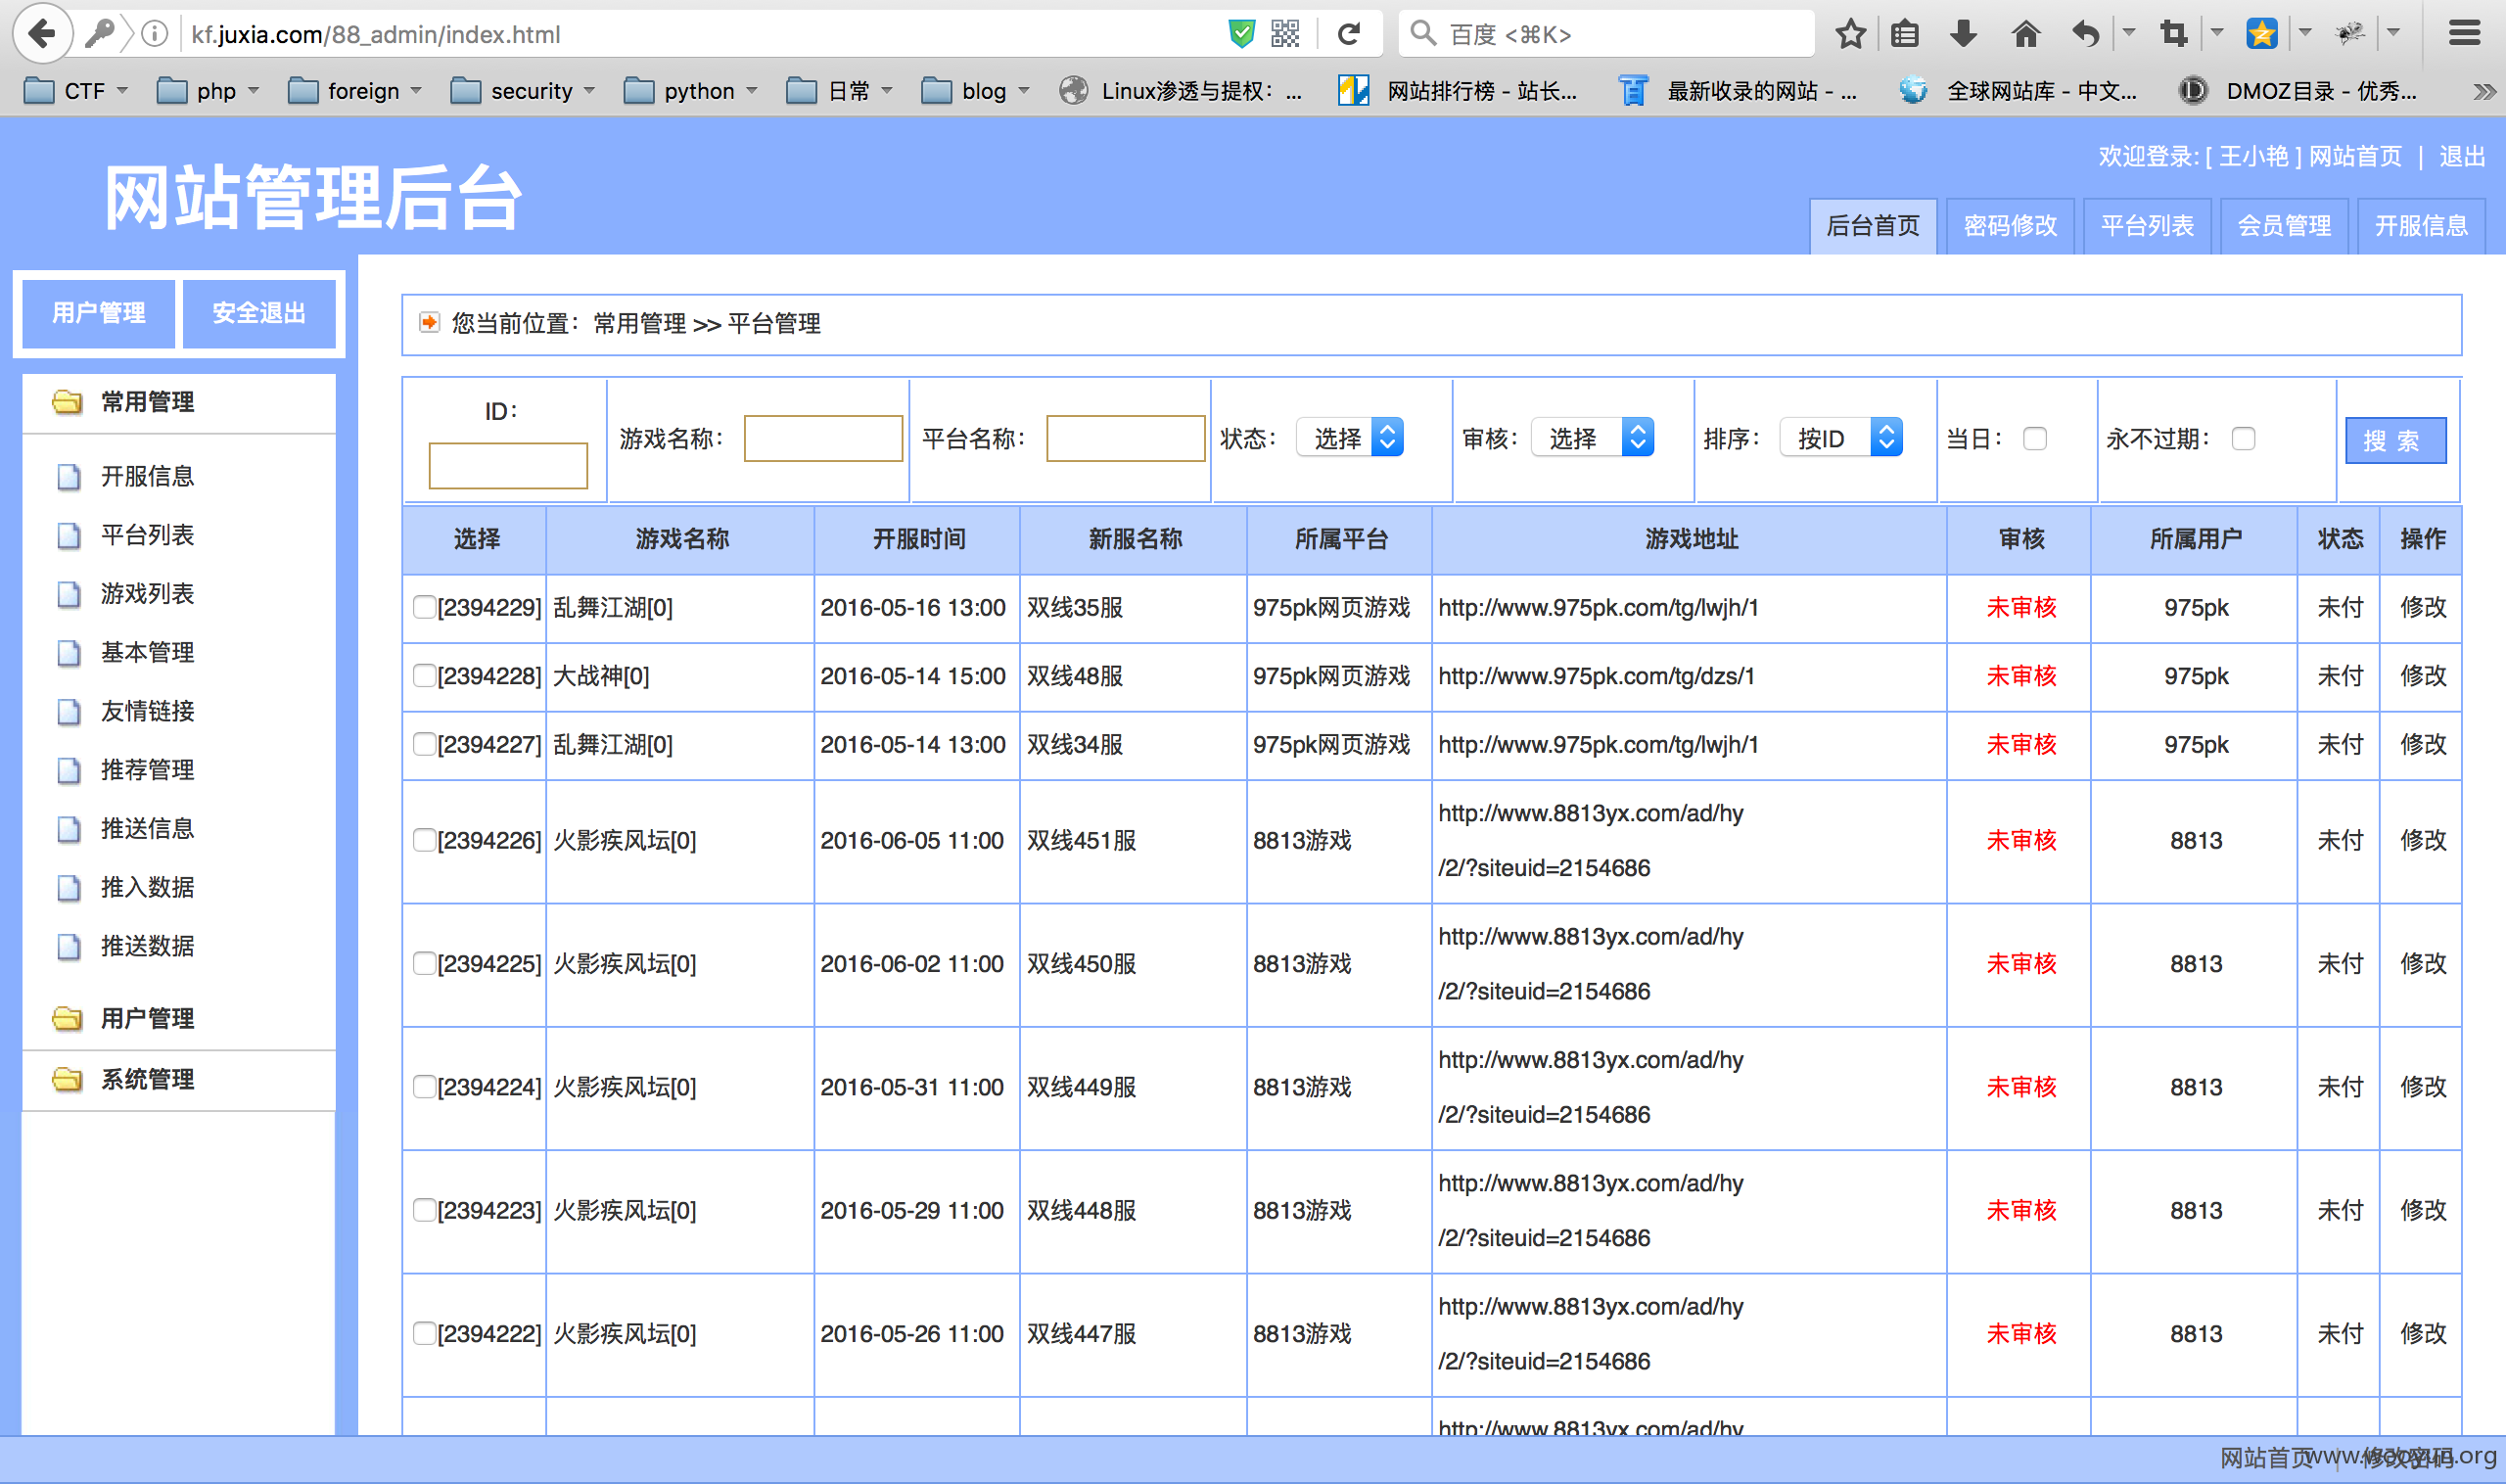 kf.juxia.com/88_admin/index.html
百度 <⌘K>
CTF php foreign security python 日常 blog Linux渗透与提权：... 网站排行榜 - 站长... 最新收录的网站 - ... 全球网站库 - 中文... DMOZ目录 - 优秀...
网站管理后台
欢迎登录: [ 王小艳 ] 网站首页 | 退出
后台首页 密码修改 平台列表 会员管理 开服信息
用户管理 安全退出
常用管理
开服信息
平台列表
游戏列表
基本管理
友情链接
推荐管理
推送信息
推入数据
推送数据
用户管理
系统管理
您当前位置：常用管理 >> 平台管理
ID： 游戏名称： 平台名称： 状态： 选择 审核： 选择 排序： 按ID 当日： 永不过期： 搜 索
选择 游戏名称 开服时间 新服名称 所属平台 游戏地址 审核 所属用户 状态 操作
[2394229] 乱舞江湖[0] 2016-05-16 13:00 双线35服 975pk网页游戏 http://www.975pk.com/tg/lwjh/1 未审核 975pk 未付 修改
[2394228] 大战神[0] 2016-05-14 15:00 双线48服 975pk网页游戏 http://www.975pk.com/tg/dzs/1 未审核 975pk 未付 修改
[2394227] 乱舞江湖[0] 2016-05-14 13:00 双线34服 975pk网页游戏 http://www.975pk.com/tg/lwjh/1 未审核 975pk 未付 修改
[2394226] 火影疾风坛[0] 2016-06-05 11:00 双线451服 8813游戏 http://www.8813yx.com/ad/hy
/2/?siteuid=2154686 未审核 8813 未付 修改
[2394225] 火影疾风坛[0] 2016-06-02 11:00 双线450服 8813游戏 http://www.8813yx.com/ad/hy
/2/?siteuid=2154686 未审核 8813 未付 修改
[2394224] 火影疾风坛[0] 2016-05-31 11:00 双线449服 8813游戏 http://www.8813yx.com/ad/hy
/2/?siteuid=2154686 未审核 8813 未付 修改
[2394223] 火影疾风坛[0] 2016-05-29 11:00 双线448服 8813游戏 http://www.8813yx.com/ad/hy
/2/?siteuid=2154686 未审核 8813 未付 修改
[2394222] 火影疾风坛[0] 2016-05-26 11:00 双线447服 8813游戏 http://www.8813yx.com/ad/hy
/2/?siteuid=2154686 未审核 8813 未付 修改
http://www.8813yx.com/ad/hy
网站首页 | 修改密码
www.wooyun.org